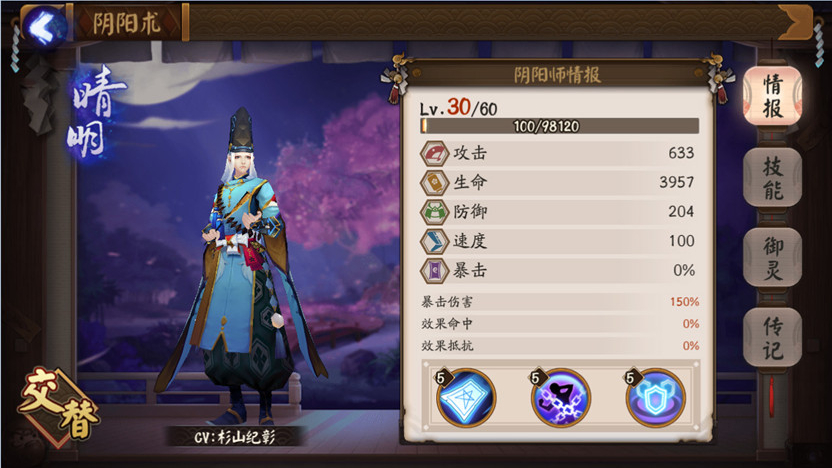 阴阳术
晴明
阴阳师情报
Lv.30/60
100/98120
攻击 633
生命 3957
防御 204
速度 100
暴击 0%
暴击伤害 150%
效果命中 0%
效果抵抗 0%
5 5 5
情报
技能
御灵
传记
交替
CV:杉山纪彰